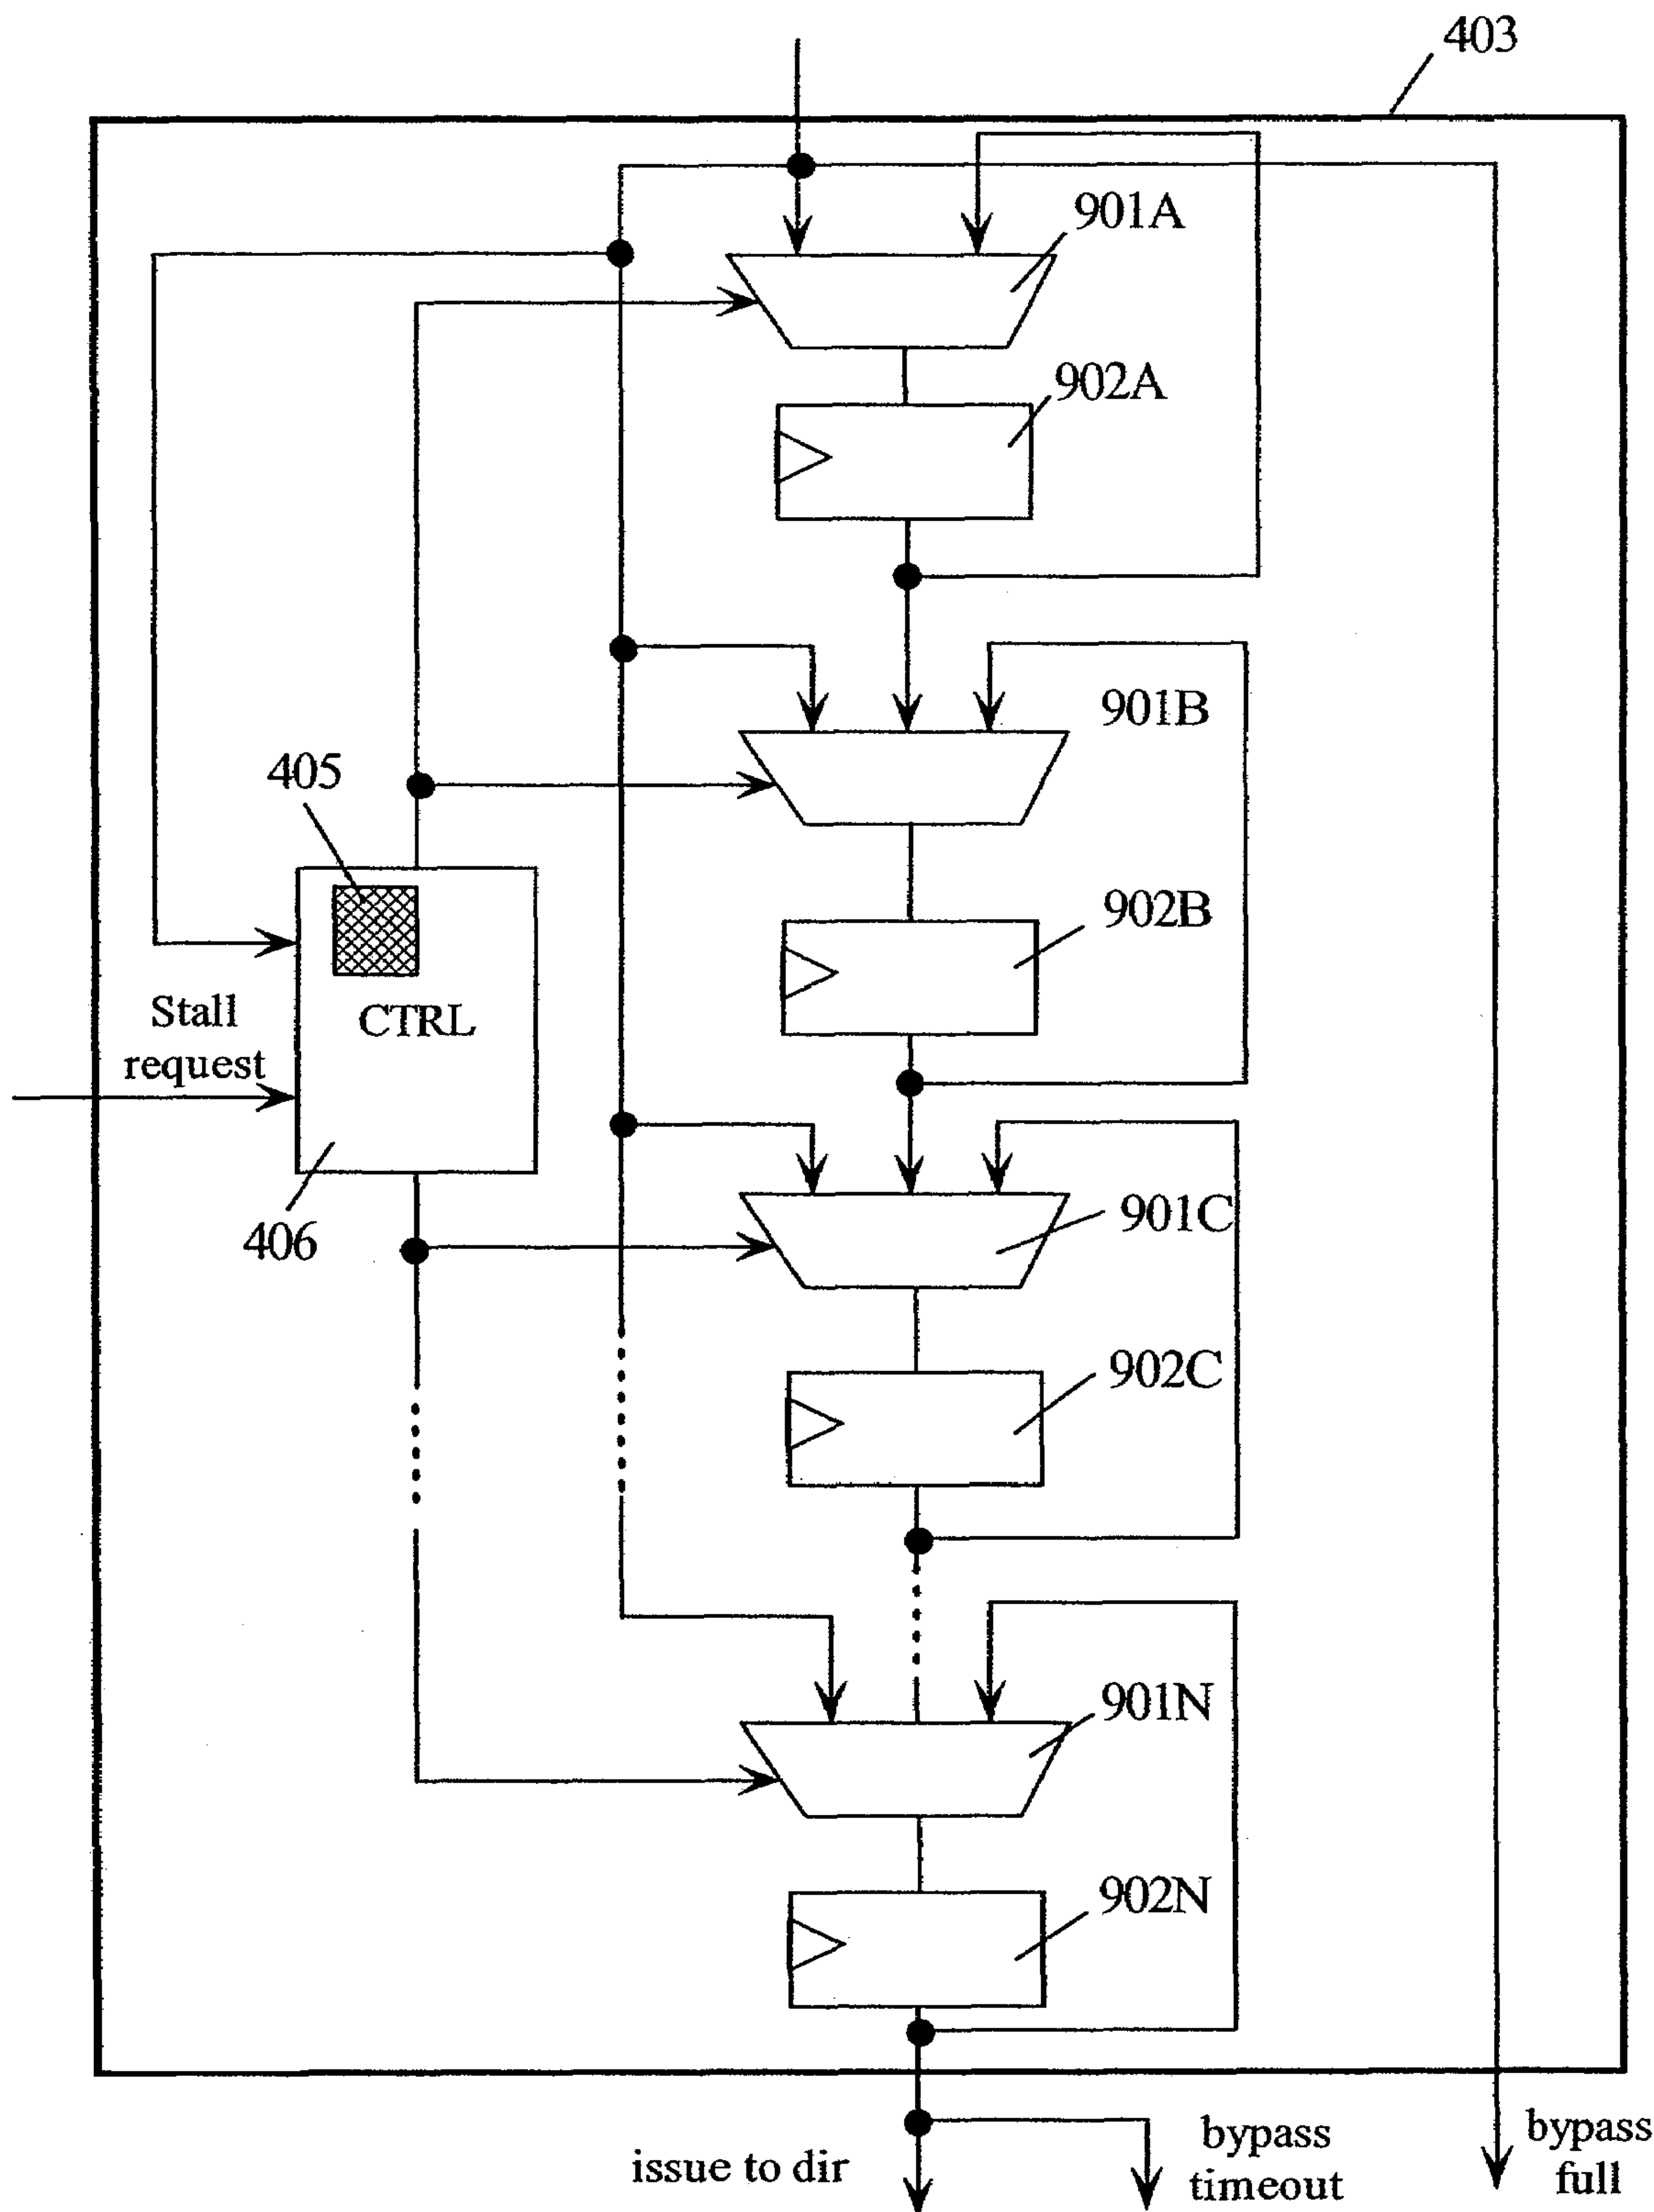 403
901A
902A
901B
405
902B
Stall
request
CTRL
901C
406
902C
901N
902N
issue to dir
bypass
timeout
bypass
full